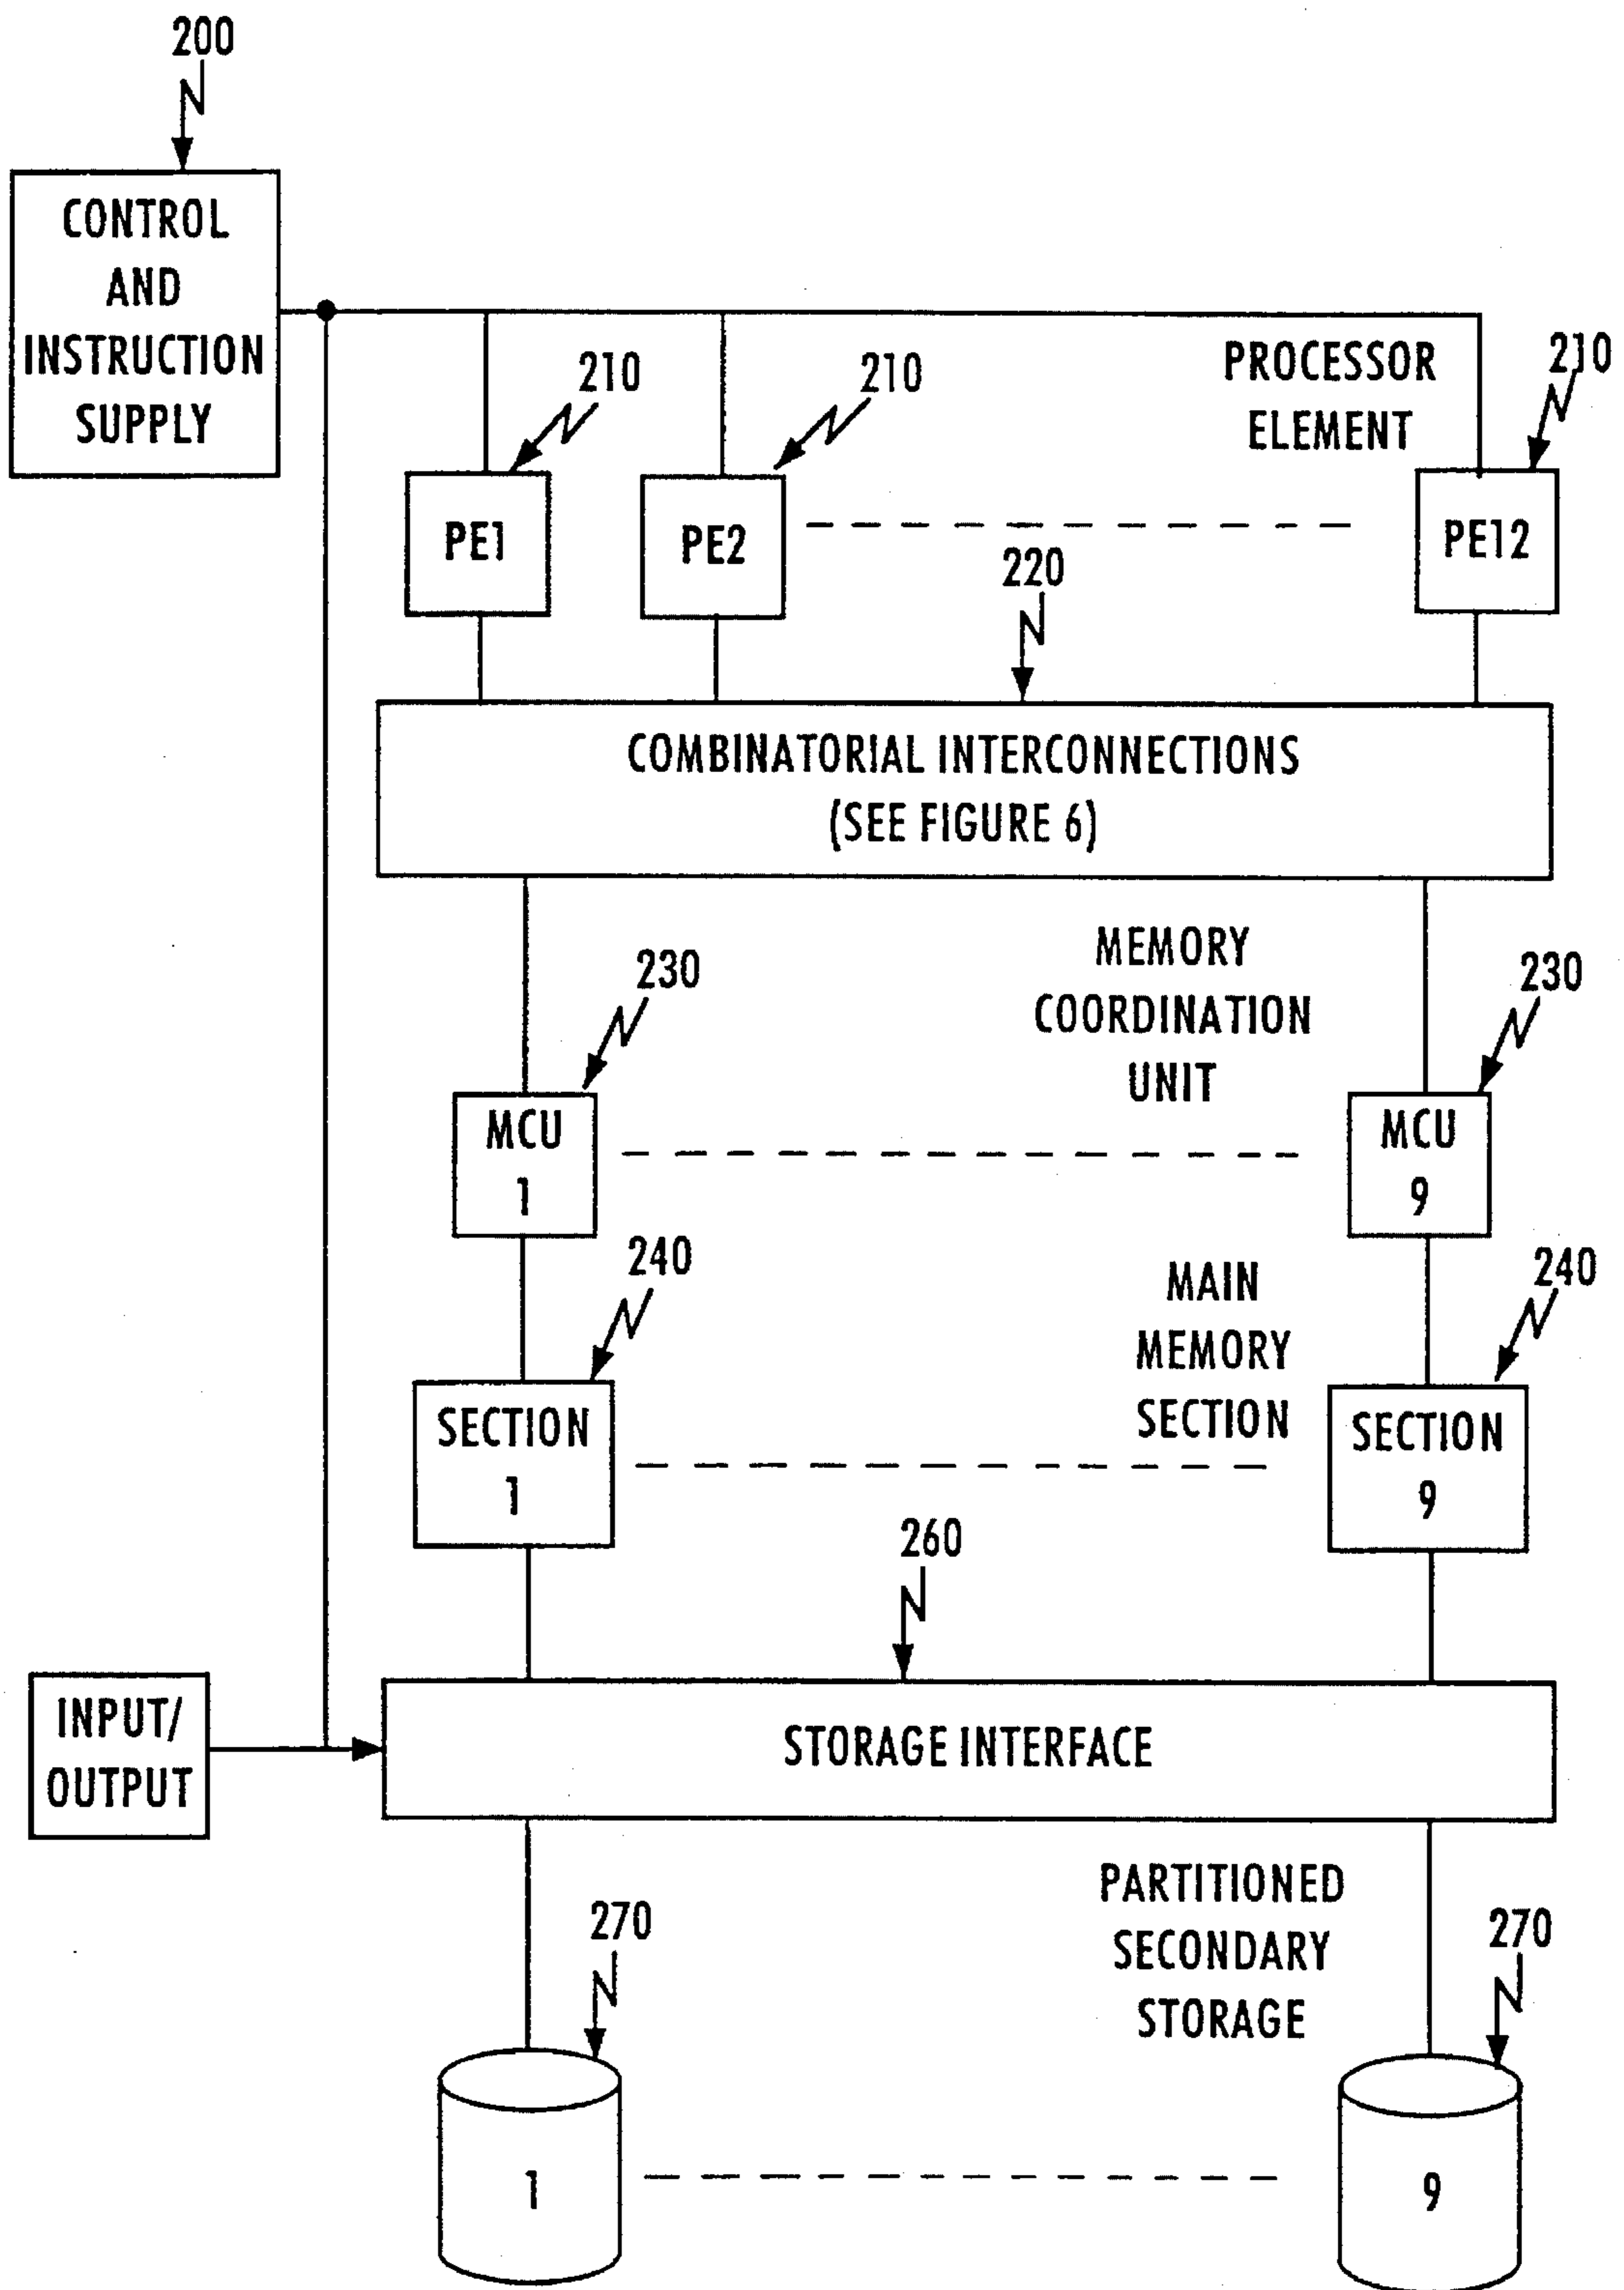 200
CONTROL
AND
INSTRUCTION
SUPPLY
210
210
PROCESSOR
ELEMENT
210
PE1
PE2
PE12
220
COMBINATORIAL INTERCONNECTIONS
(SEE FIGURE 6)
MEMORY
COORDINATION
UNIT
230
230
MCU
1
MCU
9
240
MAIN
MEMORY
SECTION
240
SECTION
1
SECTION
9
260
INPUT/
OUTPUT
STORAGE INTERFACE
PARTITIONED
SECONDARY
STORAGE
270
270
1
9